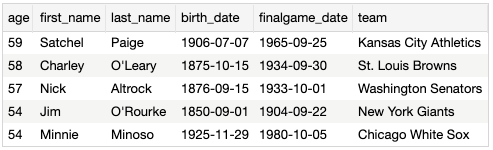 age first_name last_name birth_date finalgame_date team
59 Satchel Paige 1906-07-07 1965-09-25 Kansas City Athletics
58 Charley O'Leary 1875-10-15 1934-09-30 St. Louis Browns
57 Nick Altrock 1876-09-15 1933-10-01 Washington Senators
54 Jim O'Rourke 1850-09-01 1904-09-22 New York Giants
54 Minnie Minoso 1925-11-29 1980-10-05 Chicago White Sox